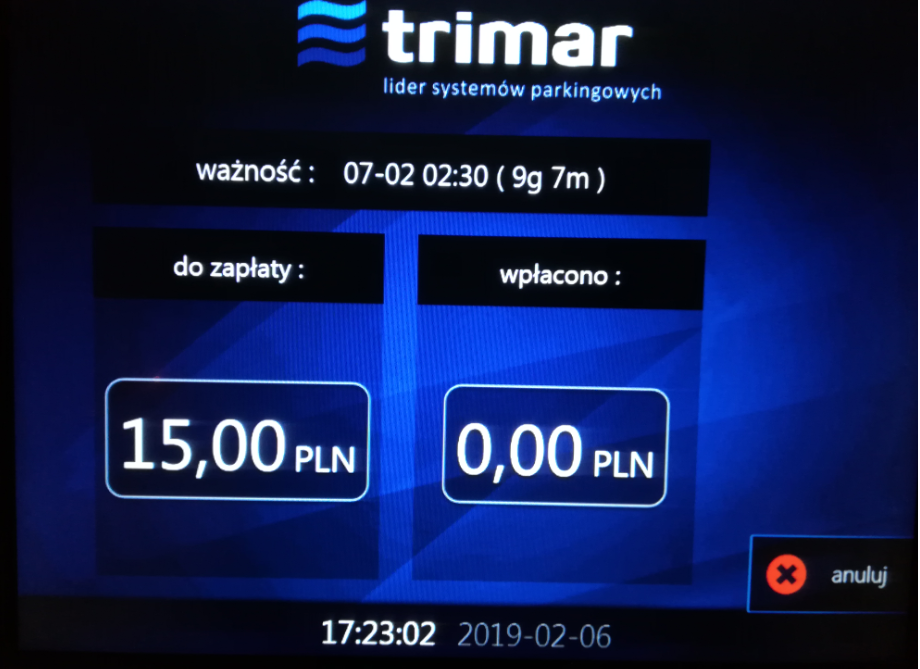 trimar
lider systemów parkingowych
ważność : 07-02 02:30 ( 9g 7m )
do zapłaty :
wpłacono :
15,00 PLN
0,00 PLN
anuluj
17:23:02 2019-02-06